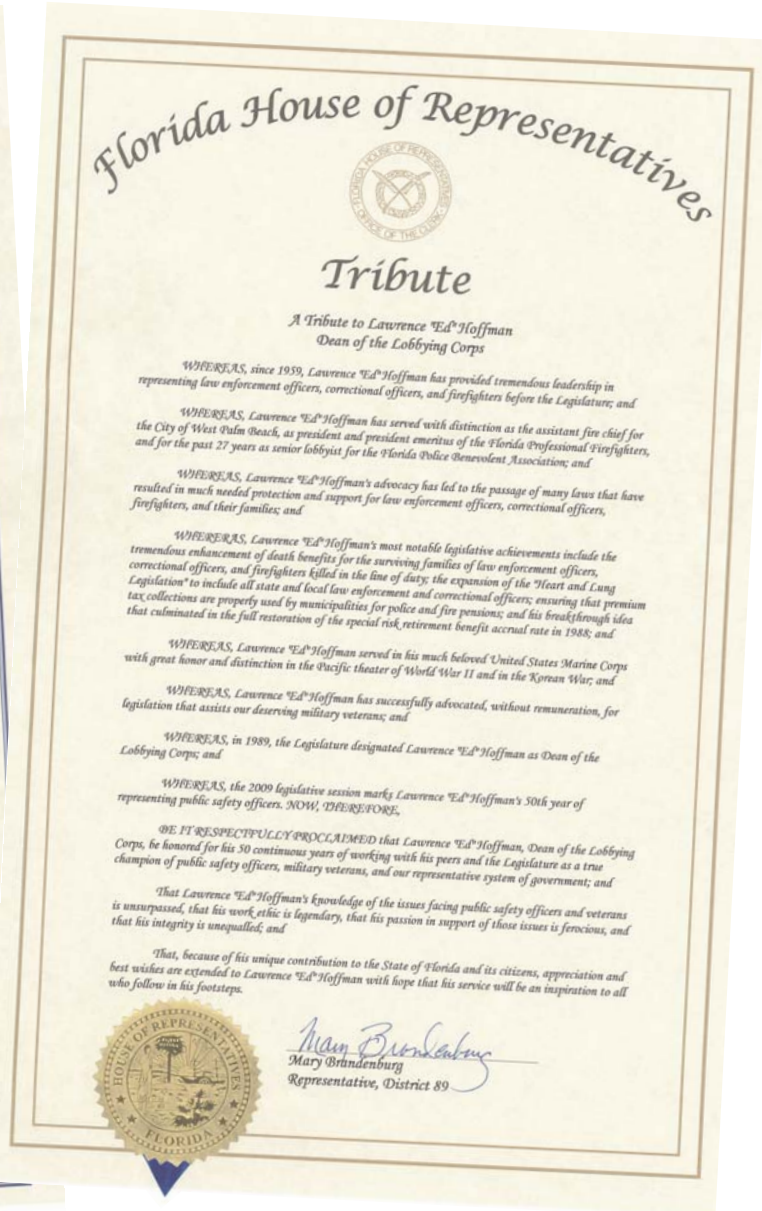 Florida House of Representatives
FLORIDA HOUSE OF REPRESENTATIVES
OFFICE OF THE CLERK
Tribute
A Tribute to Lawrence "Ed" Hoffman
Dean of the Lobbying Corps
WHEREAS, since 1959, Lawrence "Ed" Hoffman has provided tremendous leadership in
representing law enforcement officers, correctional officers, and firefighters before the Legislature; and
WHEREAS, Lawrence "Ed" Hoffman has served with distinction as the assistant fire chief for
the City of West Palm Beach, as president and president emeritus of the Florida Professional Firefighters,
and for the past 27 years as senior lobbyist for the Florida Police Benevolent Association; and
WHEREAS, Lawrence "Ed" Hoffman's advocacy has led to the passage of many laws that have
resulted in much needed protection and support for law enforcement officers, correctional officers,
firefighters, and their families; and
WHERERAS, Lawrence "Ed" Hoffman's most notable legislative achievements include the
tremendous enhancement of death benefits for the surviving families of law enforcement officers,
correctional officers, and firefighters killed in the line of duty; the expansion of the "Heart and Lung
Legislation" to include all state and local law enforcement and correctional officers; ensuring that premium
tax collections are properly used by municipalities for police and fire pensions; and his breakthrough idea
that culminated in the full restoration of the special risk retirement benefit accrual rate in 1988; and
WHEREAS, Lawrence "Ed" Hoffman served in his much beloved United States Marine Corps
with great honor and distinction in the Pacific theater of World War II and in the Korean War; and
WHEREAS, Lawrence "Ed" Hoffman has successfully advocated, without remuneration, for
legislation that assists our deserving military veterans; and
WHEREAS, in 1989, the Legislature designated Lawrence "Ed" Hoffman as Dean of the
Lobbying Corps; and
WHEREAS, the 2009 legislative session marks Lawrence "Ed" Hoffman's 50th year of
representing public safety officers. NOW, THEREFORE,
BE IT RESPECTFULLY PROCLAIMED that Lawrence "Ed" Hoffman, Dean of the Lobbying
Corps, be honored for his 50 continuous years of working with his peers and the Legislature as a true
champion of public safety officers, military veterans, and our representative system of government; and
That Lawrence "Ed" Hoffman's knowledge of the issues facing public safety officers and veterans
is unsurpassed, that his work ethic is legendary, that his passion in support of those issues is ferocious, and
that his integrity is unequalled; and
That, because of his unique contribution to the State of Florida and its citizens, appreciation and
best wishes are extended to Lawrence "Ed" Hoffman with hope that his service will be an inspiration to all
who follow in his footsteps.
Mary Brandenburg
Mary Brandenburg
Representative, District 89
HOUSE OF REPRESENTATIVES
FLORIDA